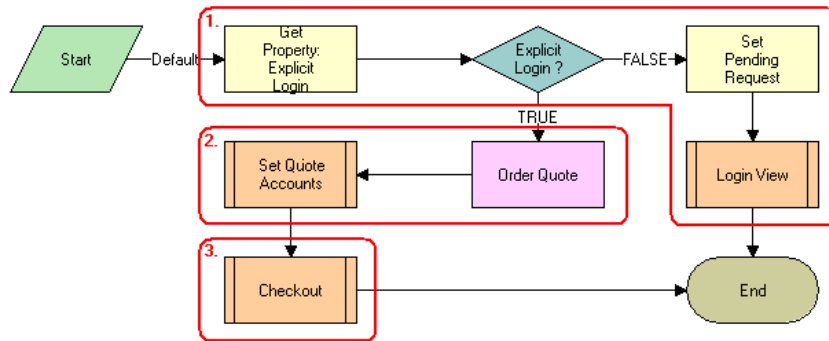 1.
Start
Default
Get
Property:
Explicit
Login
Explicit
Login ?
FALSE
Set
Pending
Request
TRUE
2.
Set Quote
Accounts
Order Quote
Login View
3.
Checkout
End